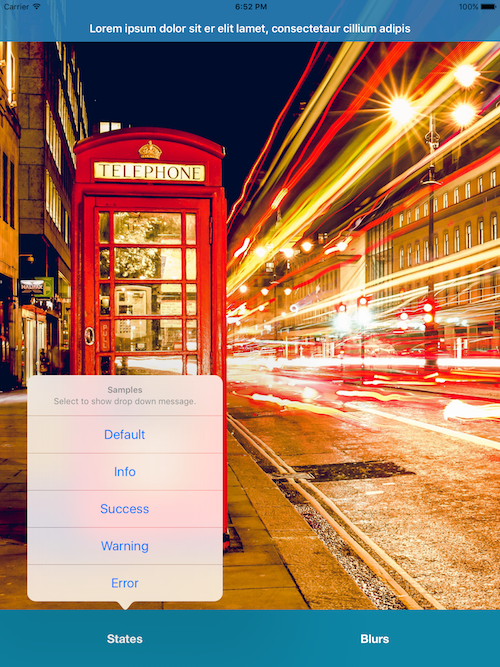 Carrier 6:52 PM 100%
Lorem ipsum dolor sit er elit lamet, consectetaur cillium adipis
TELEPHONE
PULL
Samples
Select to show drop down message.
Default
Info
Success
Warning
Error
States Blurs